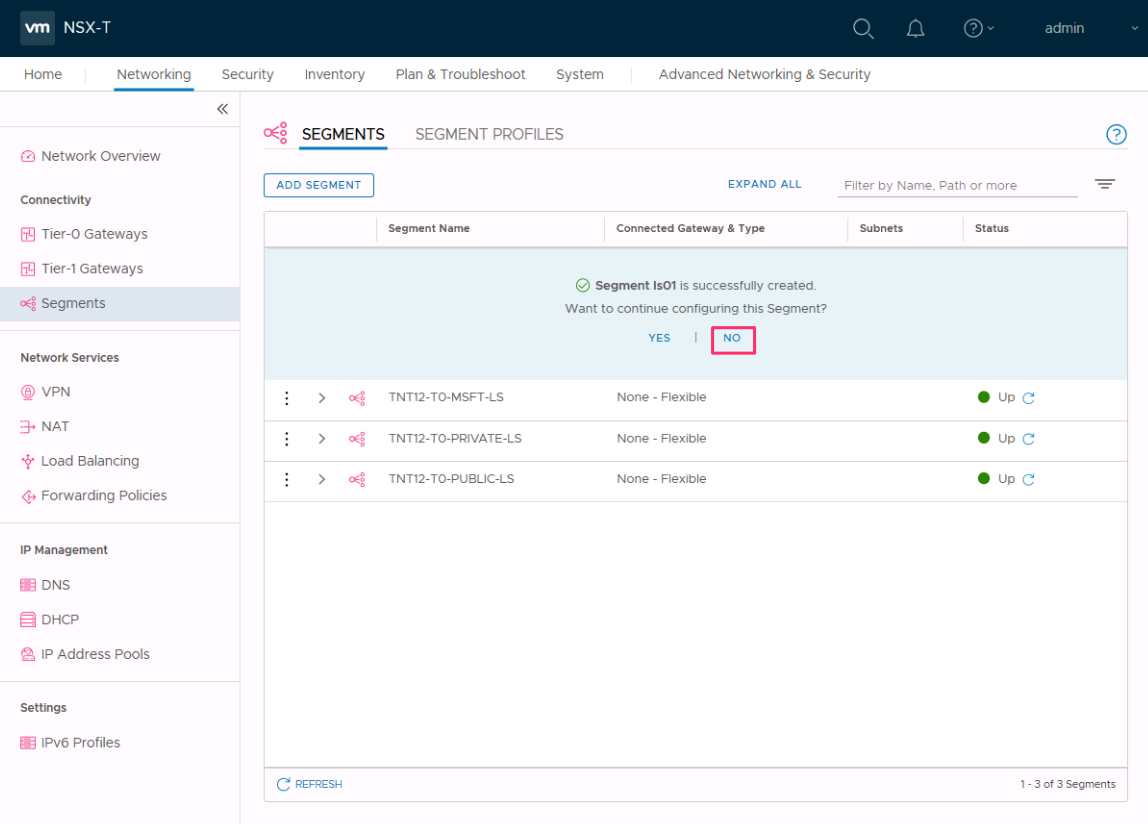 vm NSX-T
admin
Home Networking Security Inventory Plan & Troubleshoot System Advanced Networking & Security
Network Overview
Connectivity
Tier-0 Gateways
Tier-1 Gateways
Segments
Network Services
VPN
NAT
Load Balancing
Forwarding Policies
IP Management
DNS
DHCP
IP Address Pools
Settings
IPv6 Profiles
SEGMENTS SEGMENT PROFILES
ADD SEGMENT EXPAND ALL Filter by Name, Path or more
Segment Name Connected Gateway & Type Subnets Status
Segment ls01 is successfully created.
Want to continue configuring this Segment?
YES | NO
TNT12-T0-MSFT-LS None - Flexible Up
TNT12-T0-PRIVATE-LS None - Flexible Up
TNT12-T0-PUBLIC-LS None - Flexible Up
REFRESH 1 - 3 of 3 Segments